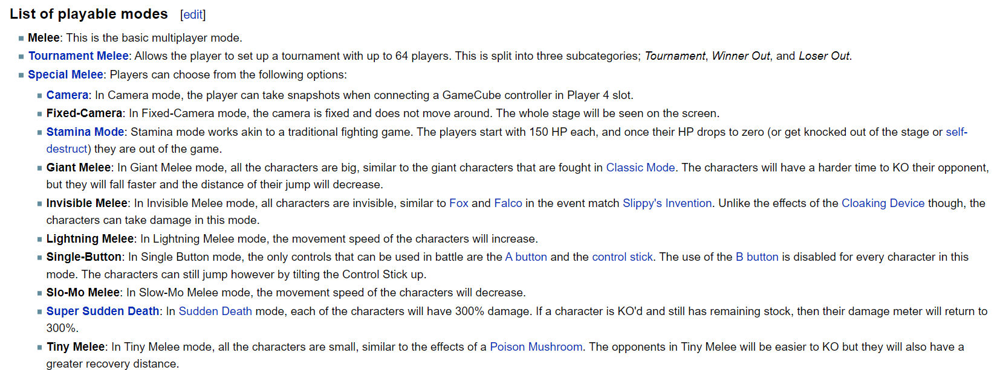 List of playable modes [edit]
Melee: This is the basic multiplayer mode.
Tournament Melee: Allows the player to set up a tournament with up to 64 players. This is split into three subcategories; Tournament, Winner Out, and Loser Out.
Special Melee: Players can choose from the following options:
Camera: In Camera mode, the player can take snapshots when connecting a GameCube controller in Player 4 slot.
Fixed-Camera: In Fixed-Camera mode, the camera is fixed and does not move around. The whole stage will be seen on the screen.
Stamina Mode: Stamina mode works akin to a traditional fighting game. The players start with 150 HP each, and once their HP drops to zero (or get knocked out of the stage or self-
destruct) they are out of the game.
Giant Melee: In Giant Melee mode, all the characters are big, similar to the giant characters that are fought in Classic Mode. The characters will have a harder time to KO their opponent,
but they will fall faster and the distance of their jump will decrease.
Invisible Melee: In Invisible Melee mode, all characters are invisible, similar to Fox and Falco in the event match Slippy's Invention. Unlike the effects of the Cloaking Device though, the
characters can take damage in this mode.
Lightning Melee: In Lightning Melee mode, the movement speed of the characters will increase.
Single-Button: In Single Button mode, the only controls that can be used in battle are the A button and the control stick. The use of the B button is disabled for every character in this
mode. The characters can still jump however by tilting the Control Stick up.
Slo-Mo Melee: In Slow-Mo Melee mode, the movement speed of the characters will decrease.
Super Sudden Death: In Sudden Death mode, each of the characters will have 300% damage. If a character is KO'd and still has remaining stock, then their damage meter will return to
300%.
Tiny Melee: In Tiny Melee mode, all the characters are small, similar to the effects of a Poison Mushroom. The opponents in Tiny Melee will be easier to KO but they will also have a
greater recovery distance.